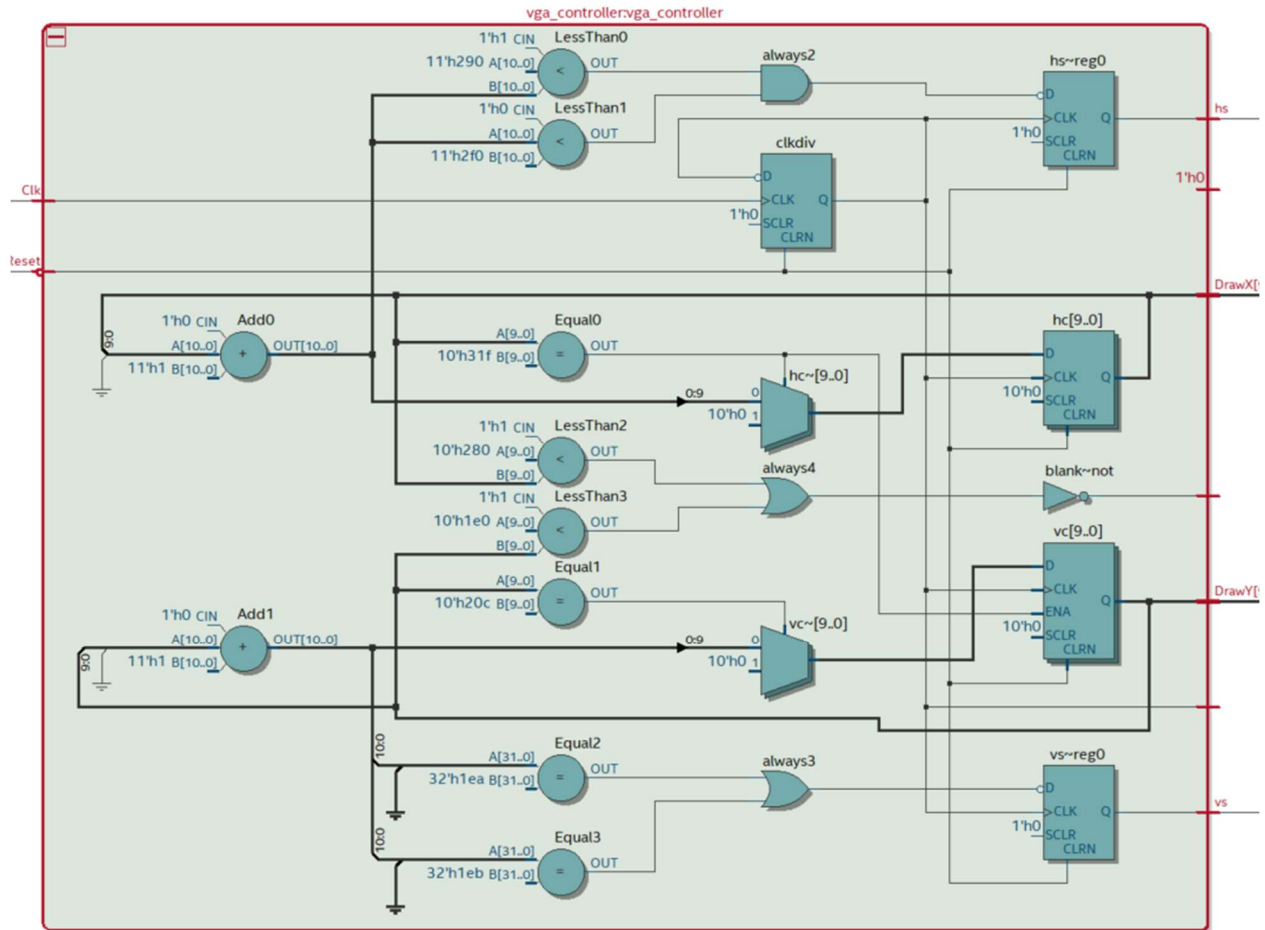 vga_controller:vga_controller
LessThan0
1'h1 CIN
11'h290 A[10..0]
B[10..0]
<
OUT
LessThan1
1'h0 CIN
A[10..0]
11'h2f0 B[10..0]
<
OUT
always2
hs~reg0
D
>CLK
1'h0
SCLR
CLRN
Q
hs
1'h0
clkdiv
D
>CLK
1'h0
SCLR
CLRN
Q
Clk
Reset
DrawX[9
9:0
Add0
1'h0 CIN
A[10..0]
11'h1 B[10..0]
+
OUT[10..0]
Equal0
A[9..0]
10'h31f B[9..0]
=
OUT
hc~[9..0]
0:9
0
10'h0 1
hc[9..0]
D
>CLK
10'h0
SCLR
CLRN
Q
LessThan2
1'h1 CIN
10'h280 A[9..0]
B[9..0]
<
OUT
LessThan3
1'h1 CIN
10'h1e0 A[9..0]
B[9..0]
<
OUT
always4
blank~not
Equal1
A[9..0]
10'h20c B[9..0]
=
OUT
vc~[9..0]
0:9
0
10'h0 1
vc[9..0]
D
>CLK
ENA
10'h0
SCLR
CLRN
Q
DrawY[9
Add1
1'h0 CIN
A[10..0]
11'h1 B[10..0]
+
OUT[10..0]
9:0
10:0
Equal2
A[31..0]
32'h1ea B[31..0]
=
OUT
10:0
Equal3
A[31..0]
32'h1eb B[31..0]
=
OUT
always3
vs~reg0
D
>CLK
1'h0
SCLR
CLRN
Q
vs